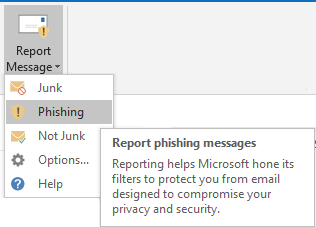 Report
Message
Junk
Phishing
Not Junk
Options...
Help
Report phishing messages
Reporting helps Microsoft hone its
filters to protect you from email
designed to compromise your
privacy and security.